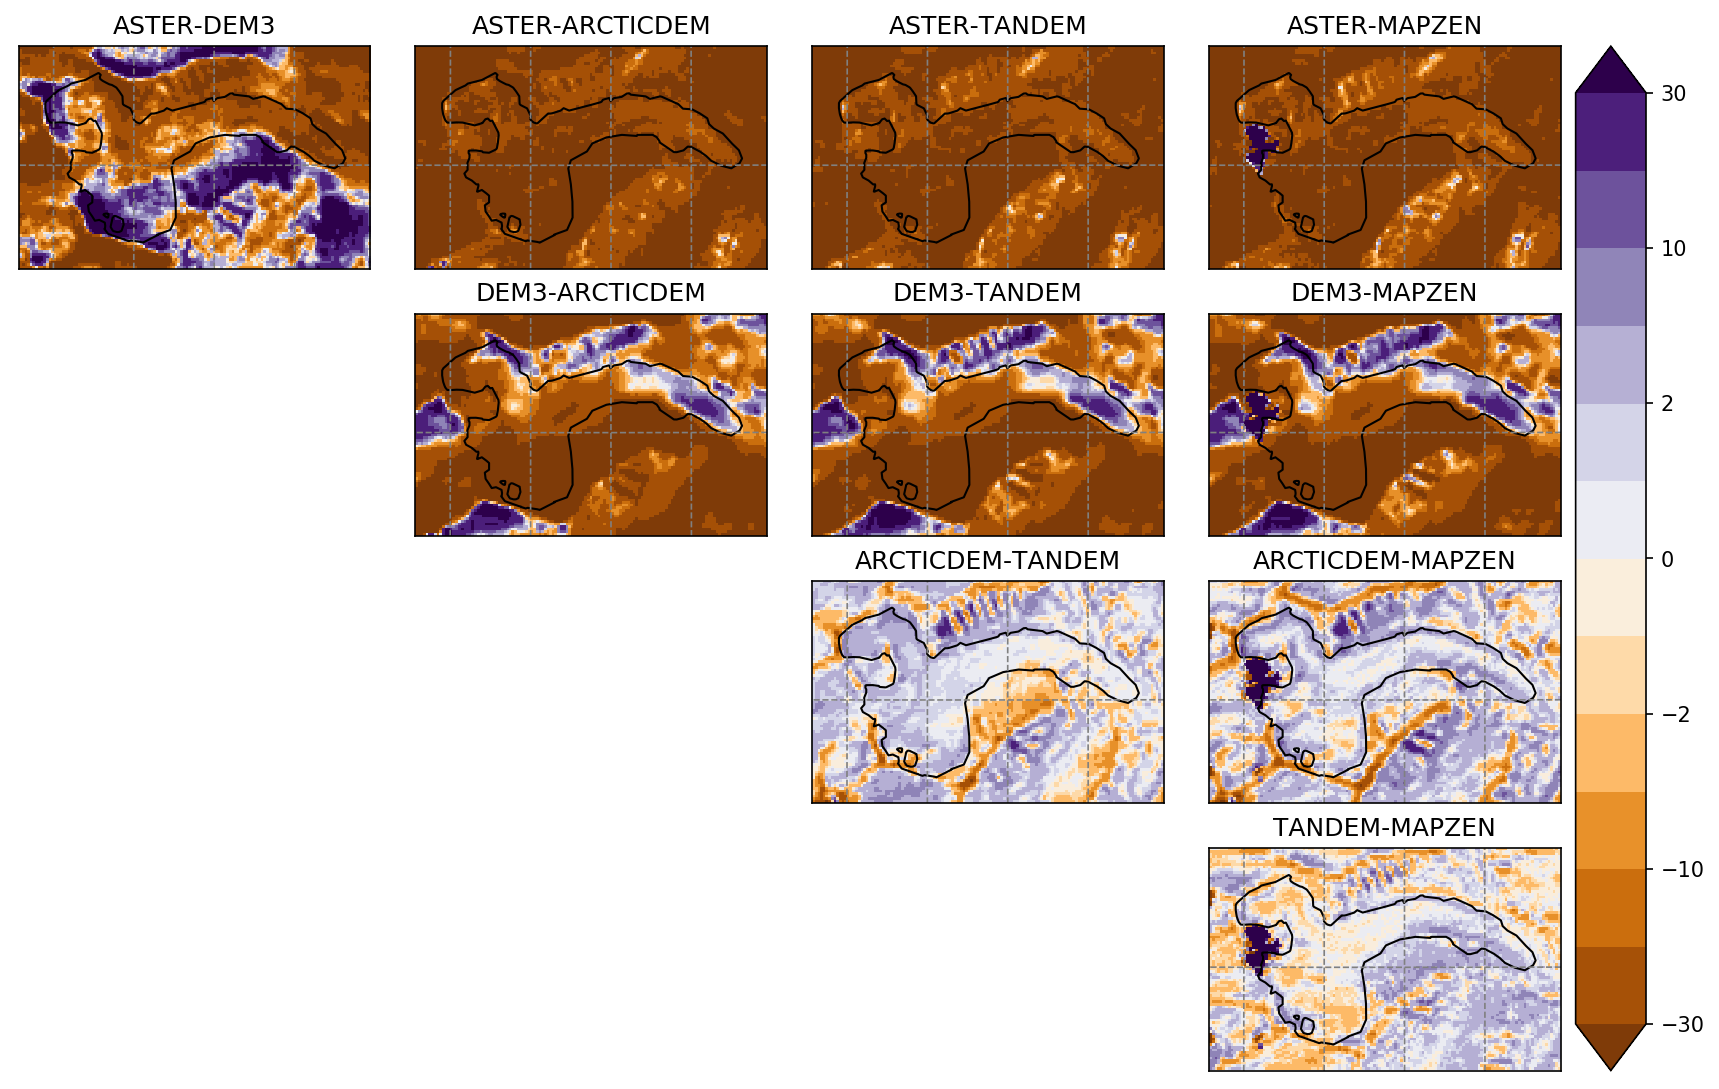 ASTER-DEM3
ASTER-ARCTICDEM
ASTER-TANDEM
ASTER-MAPZEN
DEM3-ARCTICDEM
DEM3-TANDEM
DEM3-MAPZEN
ARCTICDEM-TANDEM
ARCTICDEM-MAPZEN
TANDEM-MAPZEN
30
10
2
0
−2
−10
−30